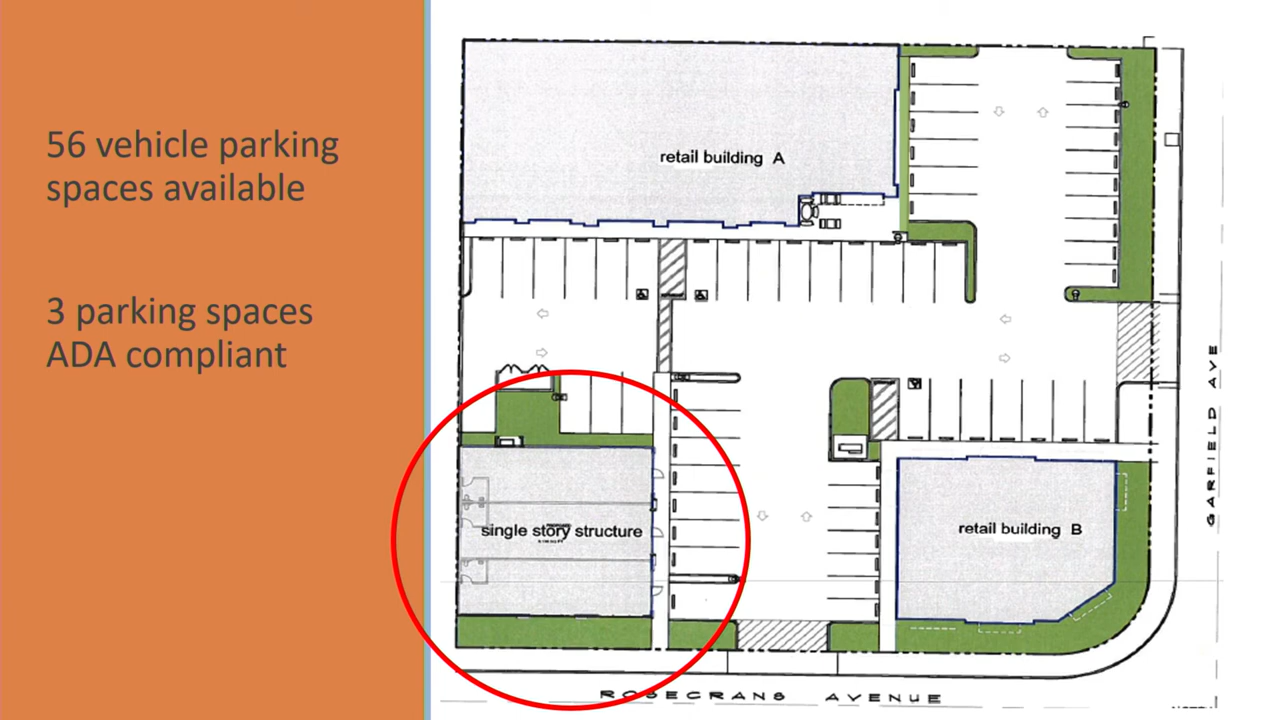 56 vehicle parking
spaces available
3 parking spaces
ADA compliant
retail building A
single story structure
retail building B
GARFIELD AVE
ROSECRANS AVENUE